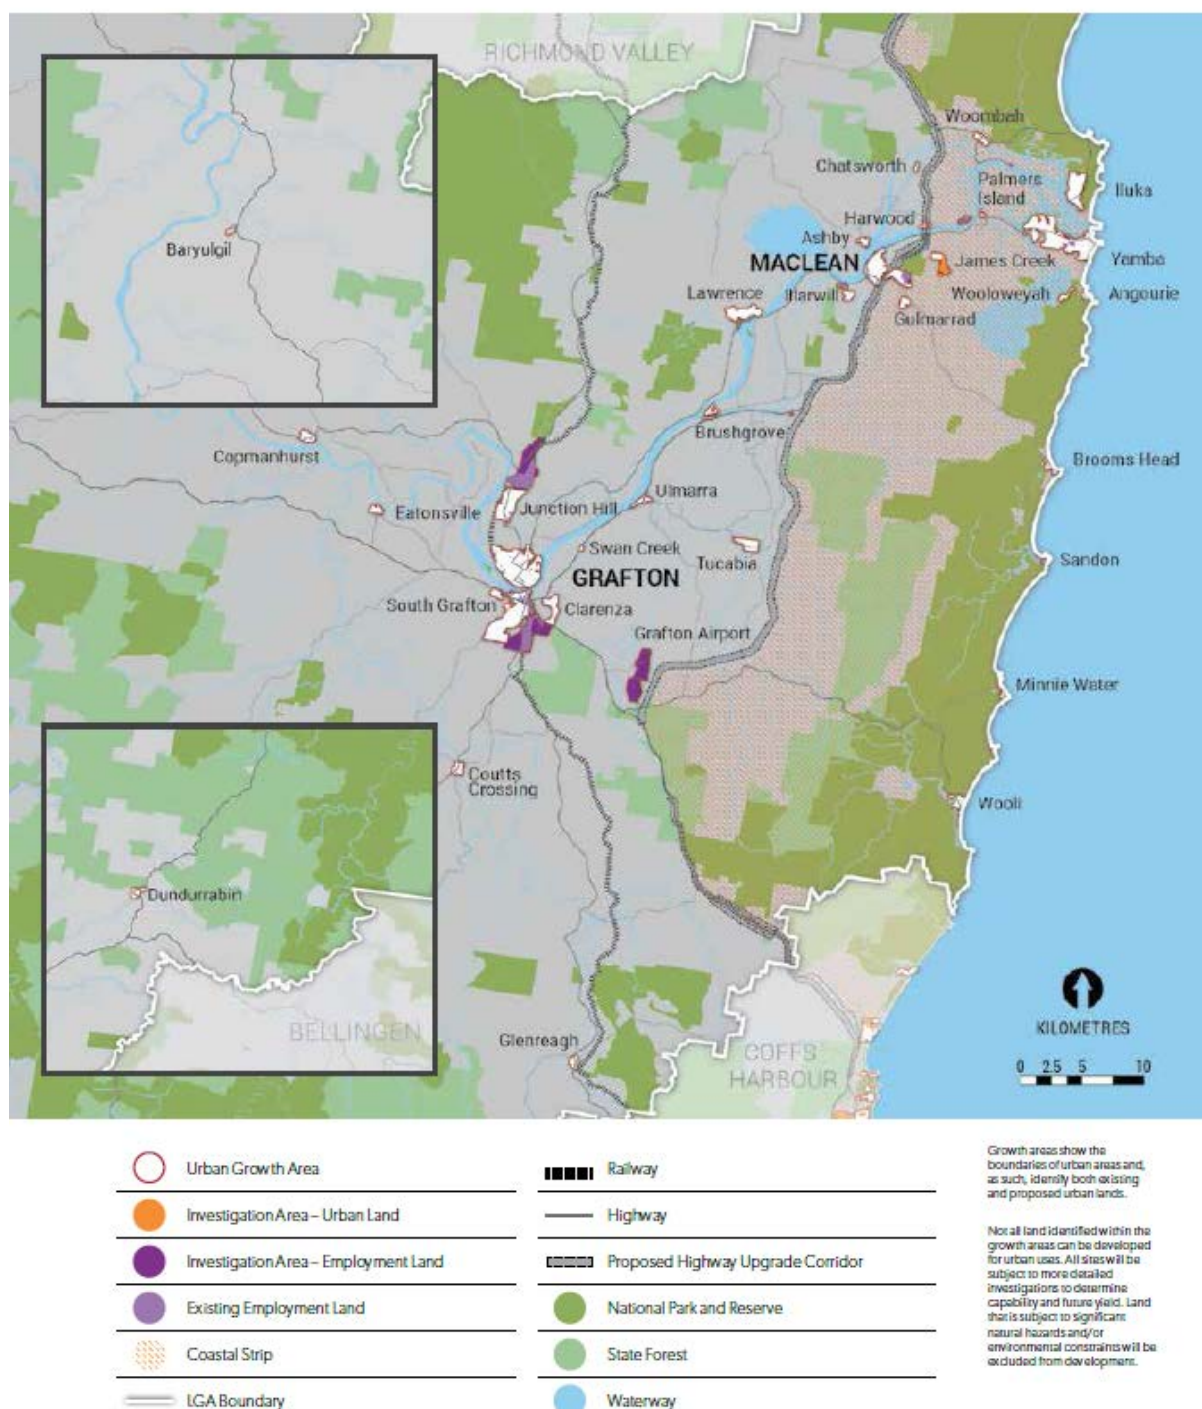 RICHMOND VALLEY
Woombah
Chatsworth
Palmers
Island
Iluka
Harwood
Ashby
MACLEAN
James Creek
Yamba
Lawrence
Harwill
Wooloweyah
Angourie
Gulmarrad
Baryulgil
Brushgrove
Copmanhurst
Brooms Head
Eatonsville
Junction Hill
Ulmarra
Swan Creek
Tucabia
Sandon
GRAFTON
South Grafton
Clarenza
Grafton Airport
Minnie Water
Coutts
Crossing
Wooli
Dundurrabin
BELLINGEN
Glenreagh
COFFS
HARBOUR
KILOMETRES
0 2.5 5 10
Urban Growth Area
Investigation Area – Urban Land
Investigation Area – Employment Land
Existing Employment Land
Coastal Strip
LGA Boundary
Railway
Highway
Proposed Highway Upgrade Corridor
National Park and Reserve
State Forest
Waterway
Growth areas show the
boundaries of urban areas and,
as such, identify both existing
and proposed urban lands.
Not all land identified within the
growth areas can be developed
for urban uses. All sites will be
subject to more detailed
investigations to determine
capability and future yield. Land
that is subject to significant
natural hazards and/or
environmental constraints will be
excluded from development.